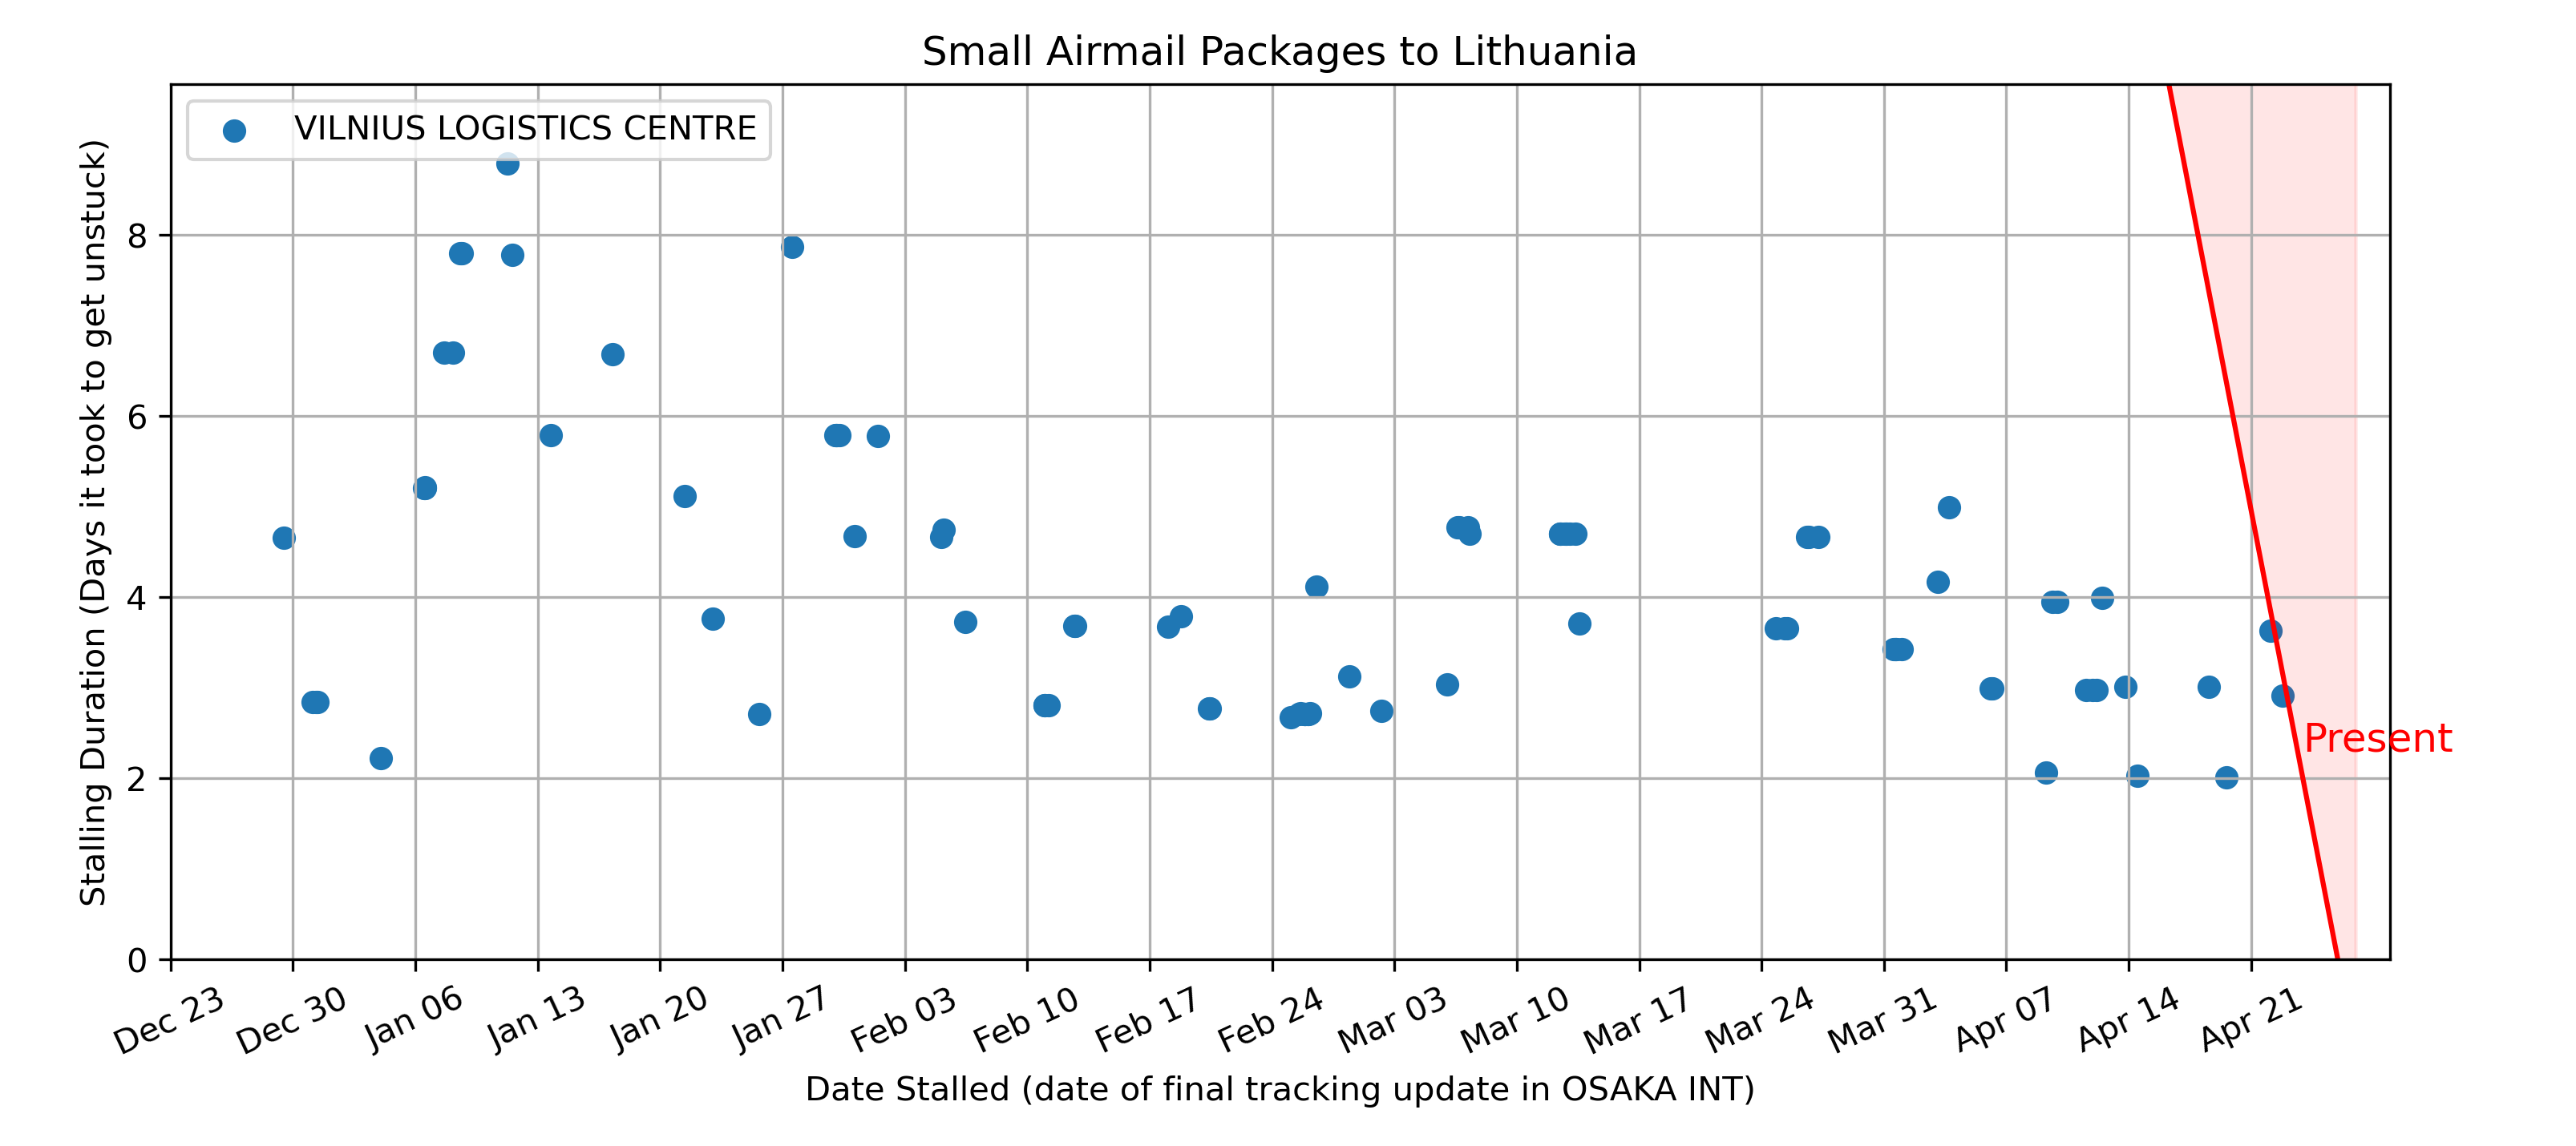 Small Airmail Packages to Lithuania
VILNIUS LOGISTICS CENTRE
Stalling Duration (Days it took to get unstuck)
8
6
4
2
0
Present
Dec 23
Dec 30
Jan 06
Jan 13
Jan 20
Jan 27
Feb 03
Feb 10
Feb 17
Feb 24
Mar 03
Mar 10
Mar 17
Mar 24
Mar 31
Apr 07
Apr 14
Apr 21
Date Stalled (date of final tracking update in OSAKA INT)